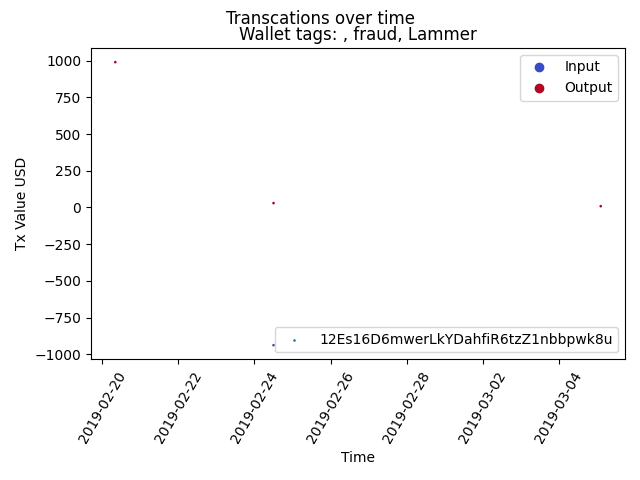 Transcations over time
Wallet tags: , fraud, Lammer
Input
Output
1000
750
500
250
0
−250
−500
−750
−1000
Tx Value USD
12Es16D6mwerLkYDahfiR6tzZ1nbbpwk8u
2019-02-20
2019-02-22
2019-02-24
2019-02-26
2019-02-28
2019-03-02
2019-03-04
Time